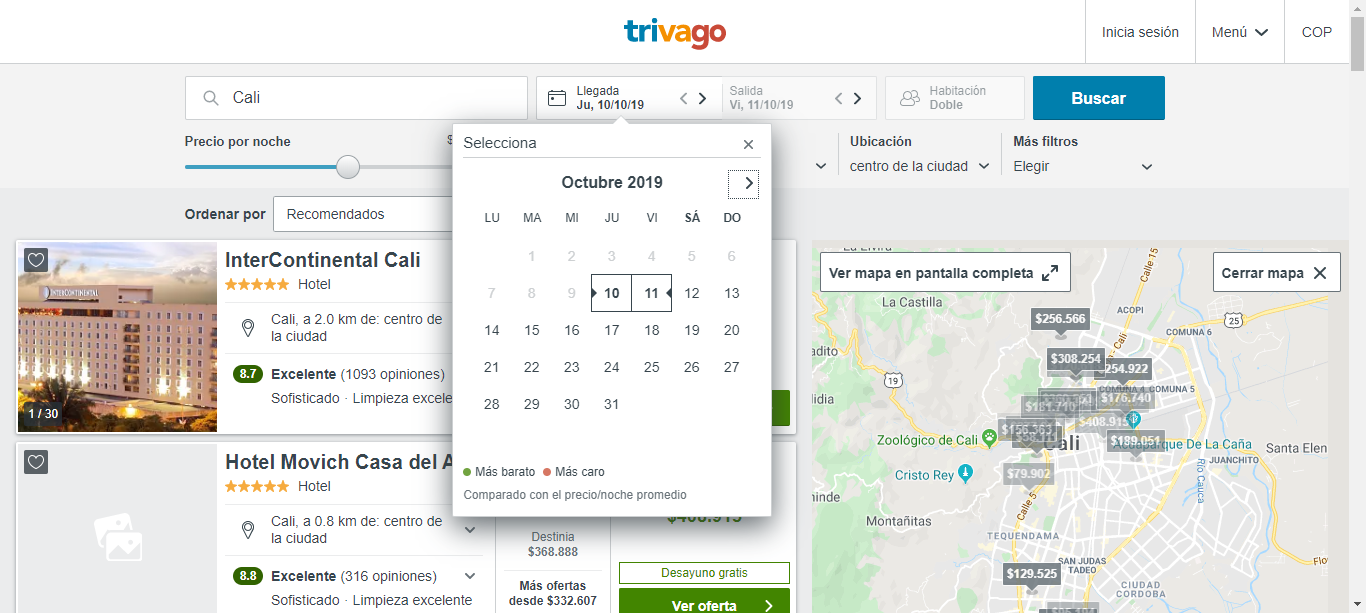 trivago
Inicia sesión
Menú
COP
Cali
Llegada
Ju, 10/10/19
Salida
Vi, 11/10/19
Habitación
Doble
Buscar
Precio por noche
$
Ubicación
centro de la ciudad
Más filtros
Elegir
Ordenar por
Recomendados
Selecciona
Octubre 2019
LU MA MI JU VI SÁ DO
1 2 3 4 5 6
7 8 9 10 11 12 13
14 15 16 17 18 19 20
21 22 23 24 25 26 27
28 29 30 31
Más barato Más caro
Comparado con el precio/noche promedio
InterContinental Cali
Hotel
Cali, a 2.0 km de: centro de
la ciudad
8.7 Excelente (1093 opiniones)
Sofisticado · Limpieza excele
INTERCONTINENTAL
1 / 30
Hotel Movich Casa del A
Hotel
Cali, a 0.8 km de: centro de
la ciudad
8.8 Excelente (316 opiniones)
Sofisticado · Limpieza excelente
Destinia
$368.888
Más ofertas
desde $332.607
$408.915
Desayuno gratis
Ver oferta
Ver mapa en pantalla completa
Cerrar mapa
La Elvira
La Castilla
Calle 15
ACOPI
$256.566
25
COMUNA 6
$308.254
254.922
19
COMUNA 4
COMUNA 5
$176.740
$181.710
$408.915
$156.363
$189.051
Zoológico de Cali
Cali
Aeroparque De La Caña
JUANCHITO
Santa Elen
Cristo Rey
$79.902
Río Cauca
Calle 5
Montañitas
TEQUENDAMA
SAN JUDAS
TADEO
$129.525
CIUDAD
CÓRDOBA
Flo